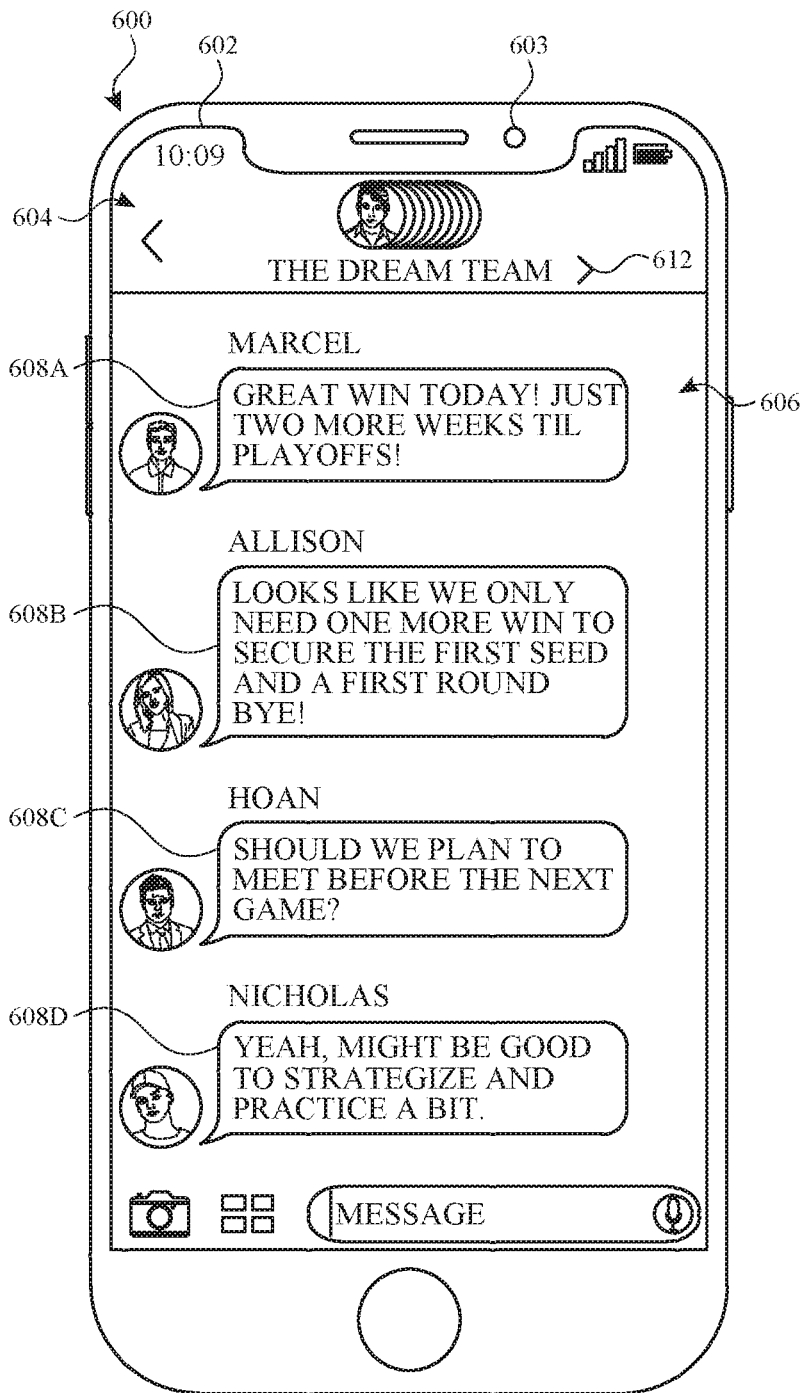 600
602
603
10:09
604
THE DREAM TEAM
612
MARCEL
608A
606
GREAT WIN TODAY! JUST
TWO MORE WEEKS TIL
PLAYOFFS!
ALLISON
608B
LOOKS LIKE WE ONLY
NEED ONE MORE WIN TO
SECURE THE FIRST SEED
AND A FIRST ROUND
BYE!
HOAN
608C
SHOULD WE PLAN TO
MEET BEFORE THE NEXT
GAME?
NICHOLAS
608D
YEAH, MIGHT BE GOOD
TO STRATEGIZE AND
PRACTICE A BIT.
MESSAGE